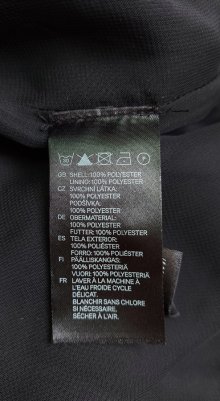 GB SHELL: 100% POLYESTER
LINING: 100% POLYESTER
CZ SVRCHNÍ LÁTKA:
100% POLYESTER
PODŠÍVKA:
100% POLYESTER
DE OBERMATERIAL:
100% POLYESTER
FUTTER: 100% POLYESTER
ES TELA EXTERIOR:
100% POLIÉSTER
FORRO: 100% POLIÉSTER
FI PÄÄLLISKANGAS:
100% POLYESTERIÄ
VUORI: 100% POLYESTERIÄ
FR LAVER À LA MACHINE À
L'EAU FROIDE CYCLE
DÉLICAT.
BLANCHIR SANS CHLORE
SI NÉCESSAIRE.
SÉCHER À L'AIR.